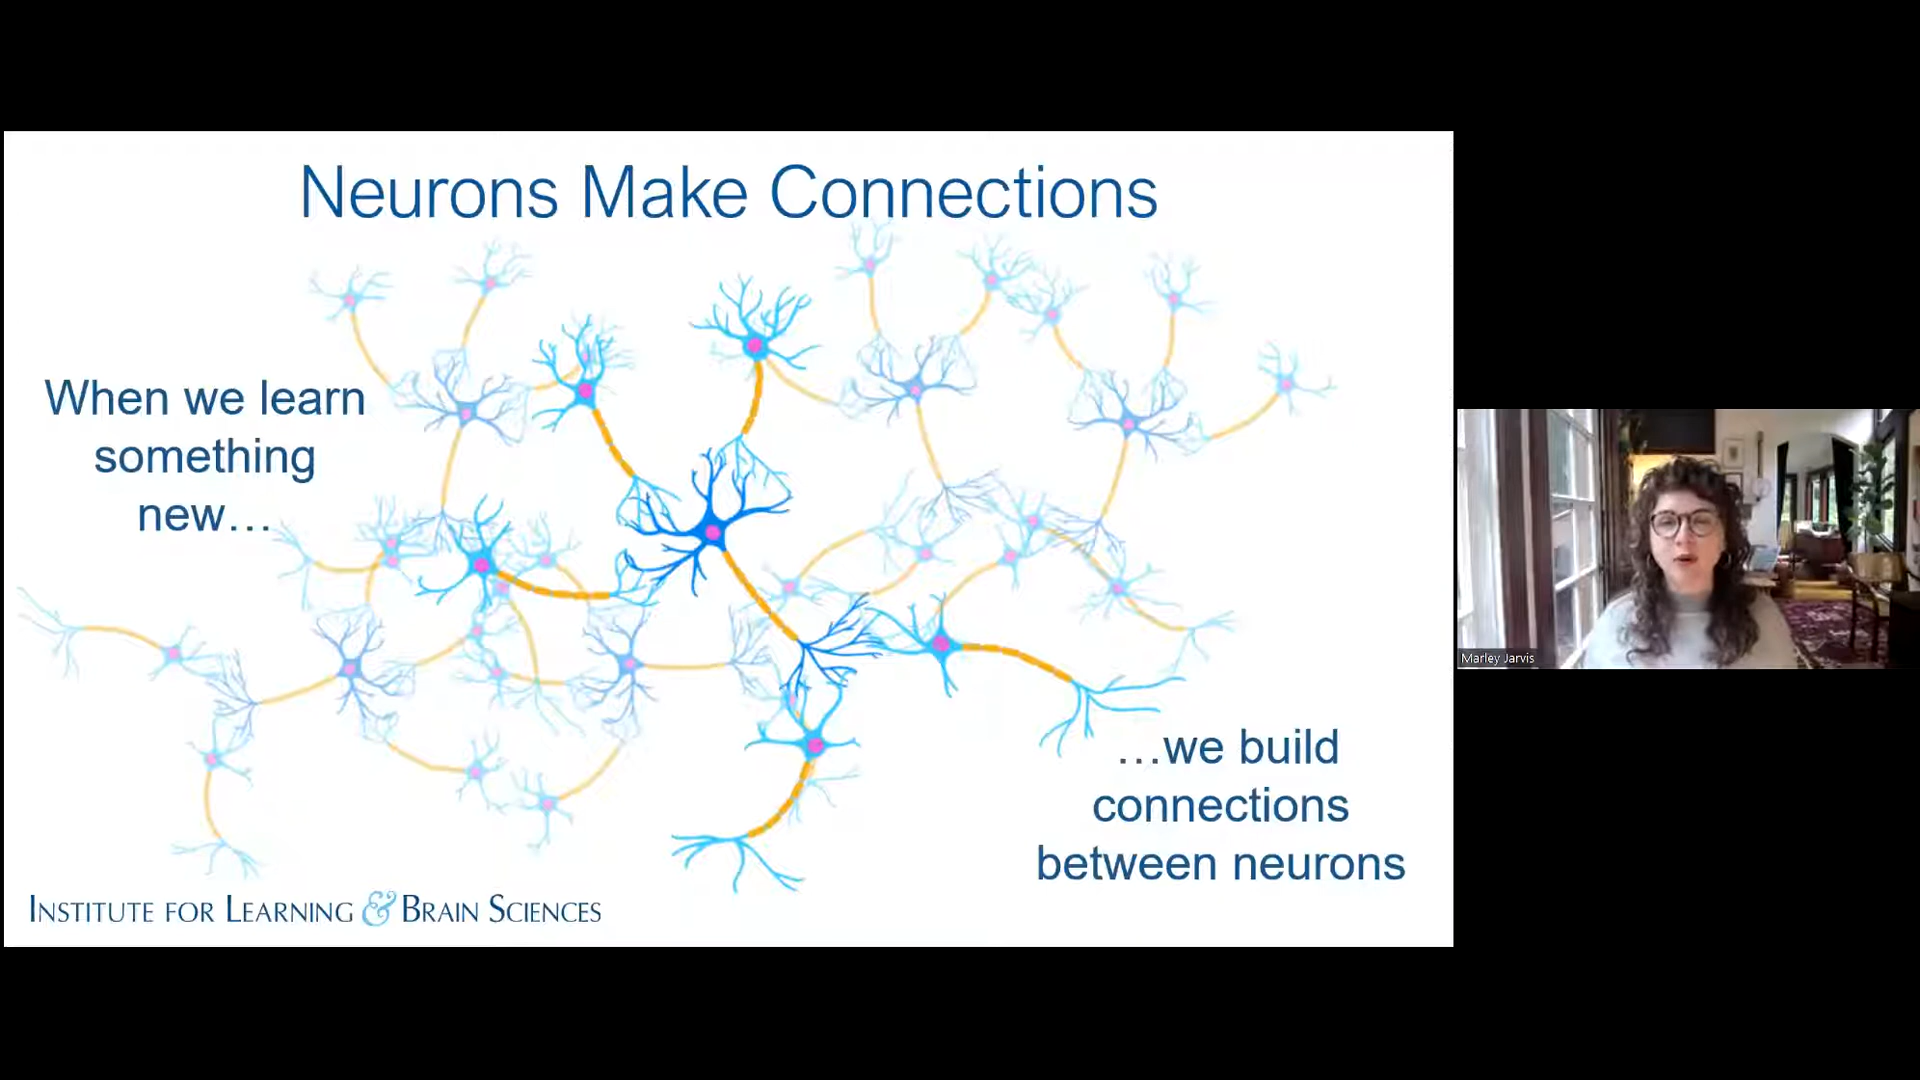 Neurons Make Connections
When we learn
something
new…
…we build
connections
between neurons
INSTITUTE FOR LEARNING & BRAIN SCIENCES
Marley Jarvis